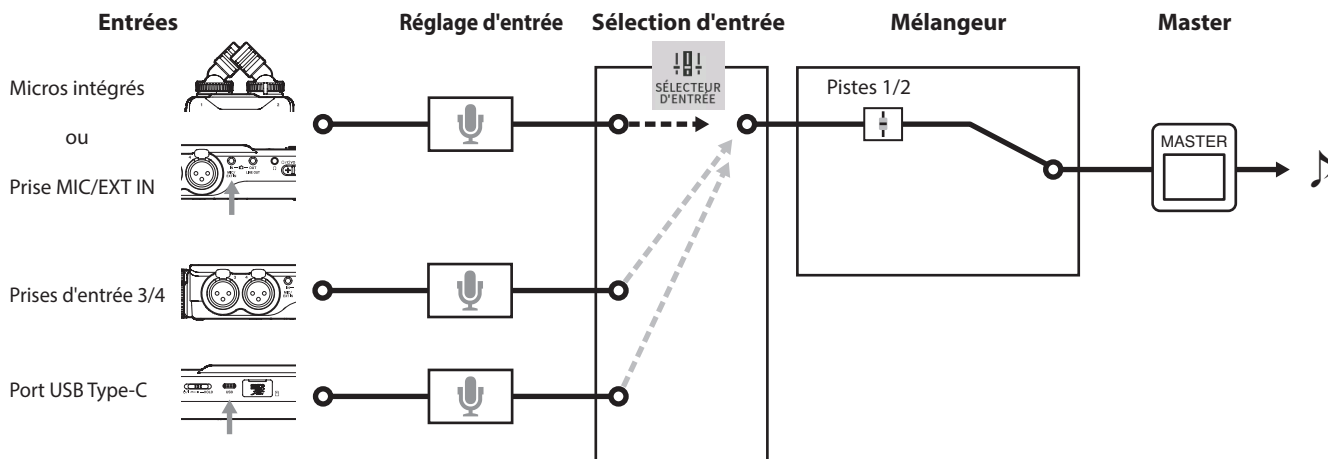 Entrées
Réglage d'entrée
Sélection d'entrée
Mélangeur
Master
Micros intégrés
ou
Prise MIC/EXT IN
Prises d'entrée 3/4
Port USB Type-C
SÉLECTEUR
D'ENTRÉE
Pistes 1/2
MASTER